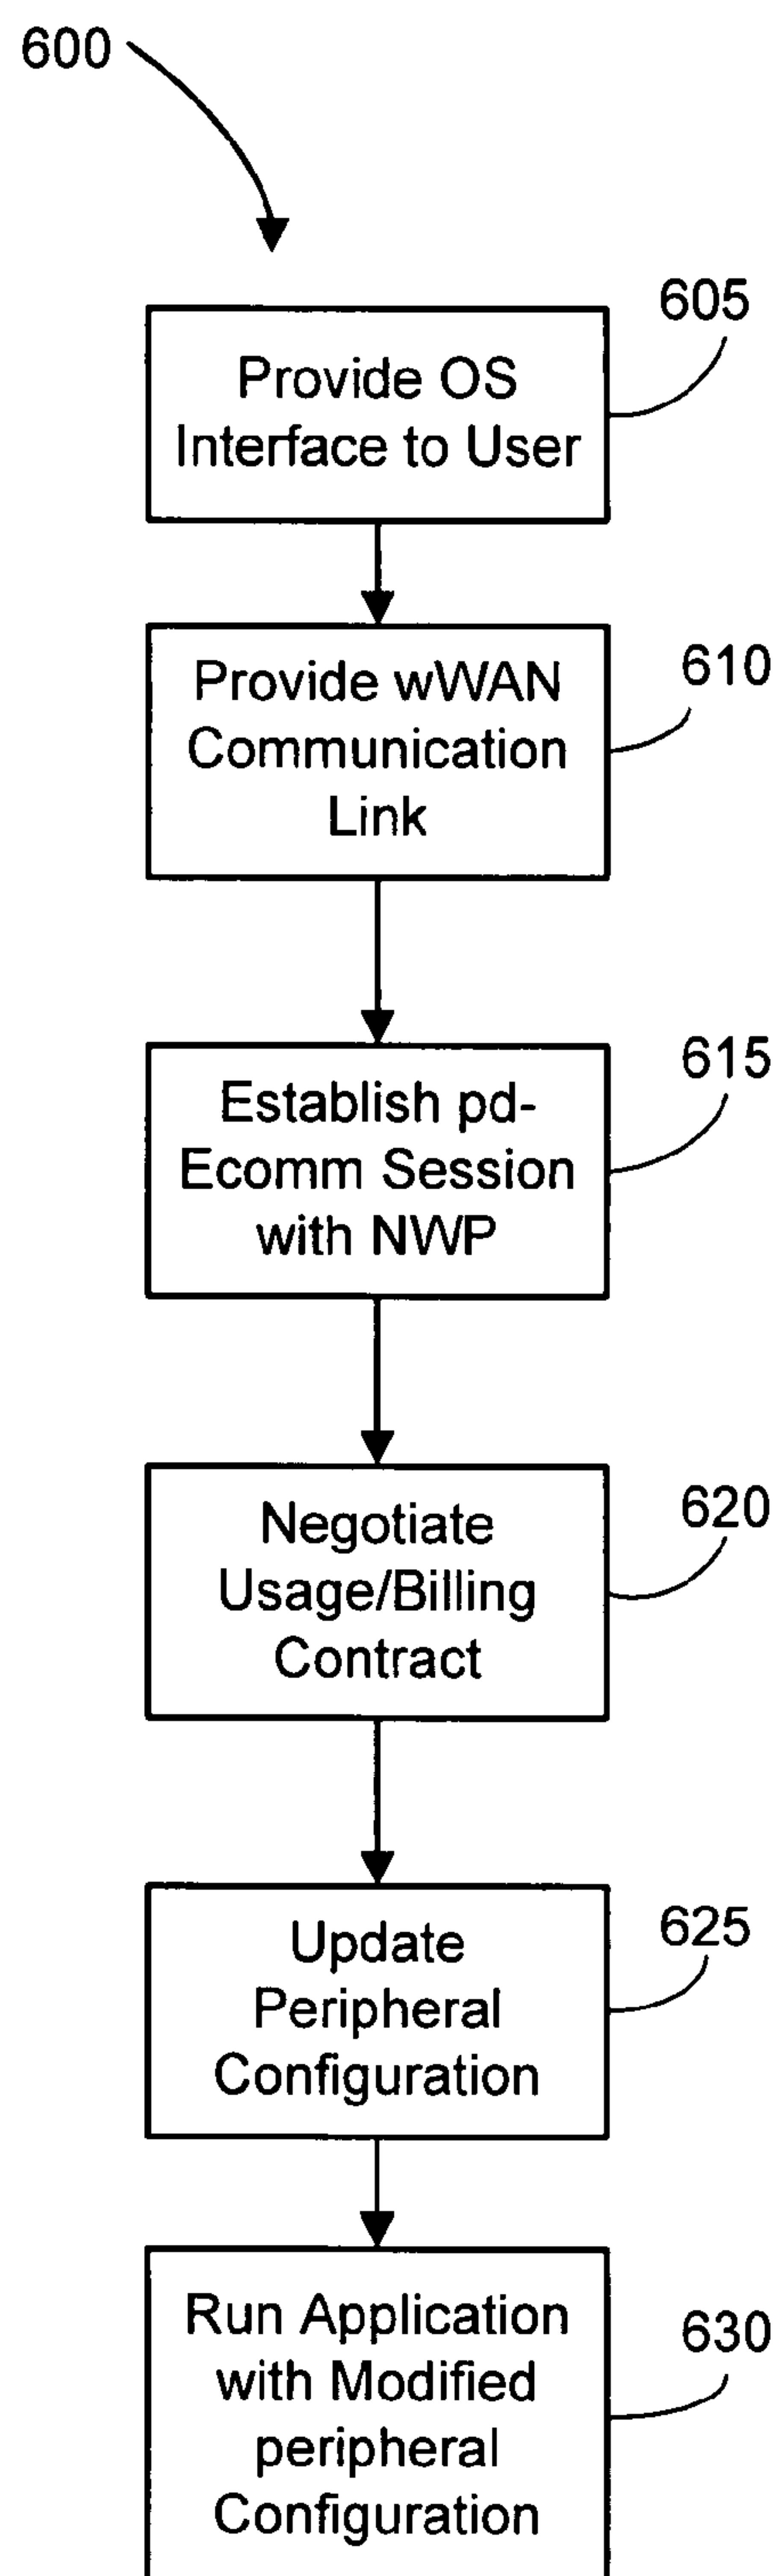 600
605
Provide OS
Interface to User
610
Provide wWAN
Communication
Link
615
Establish pd-
Ecomm Session
with NWP
620
Negotiate
Usage/Billing
Contract
625
Update
Peripheral
Configuration
630
Run Application
with Modified
peripheral
Configuration